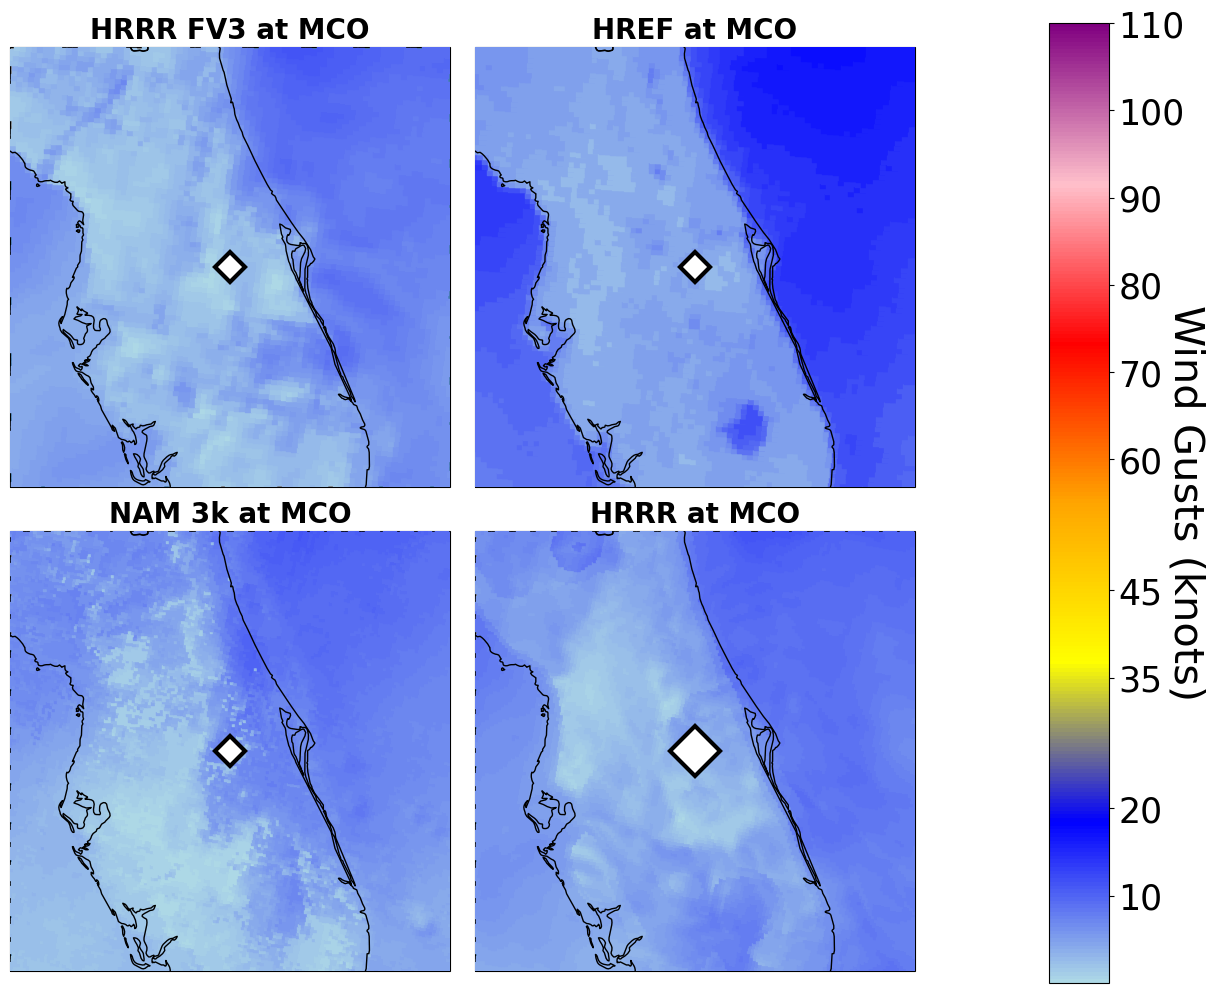 HRRR FV3 at MCO
HREF at MCO
NAM 3k at MCO
HRRR at MCO
110
100
90
80
70
60
45
35
20
10
Wind Gusts (knots)